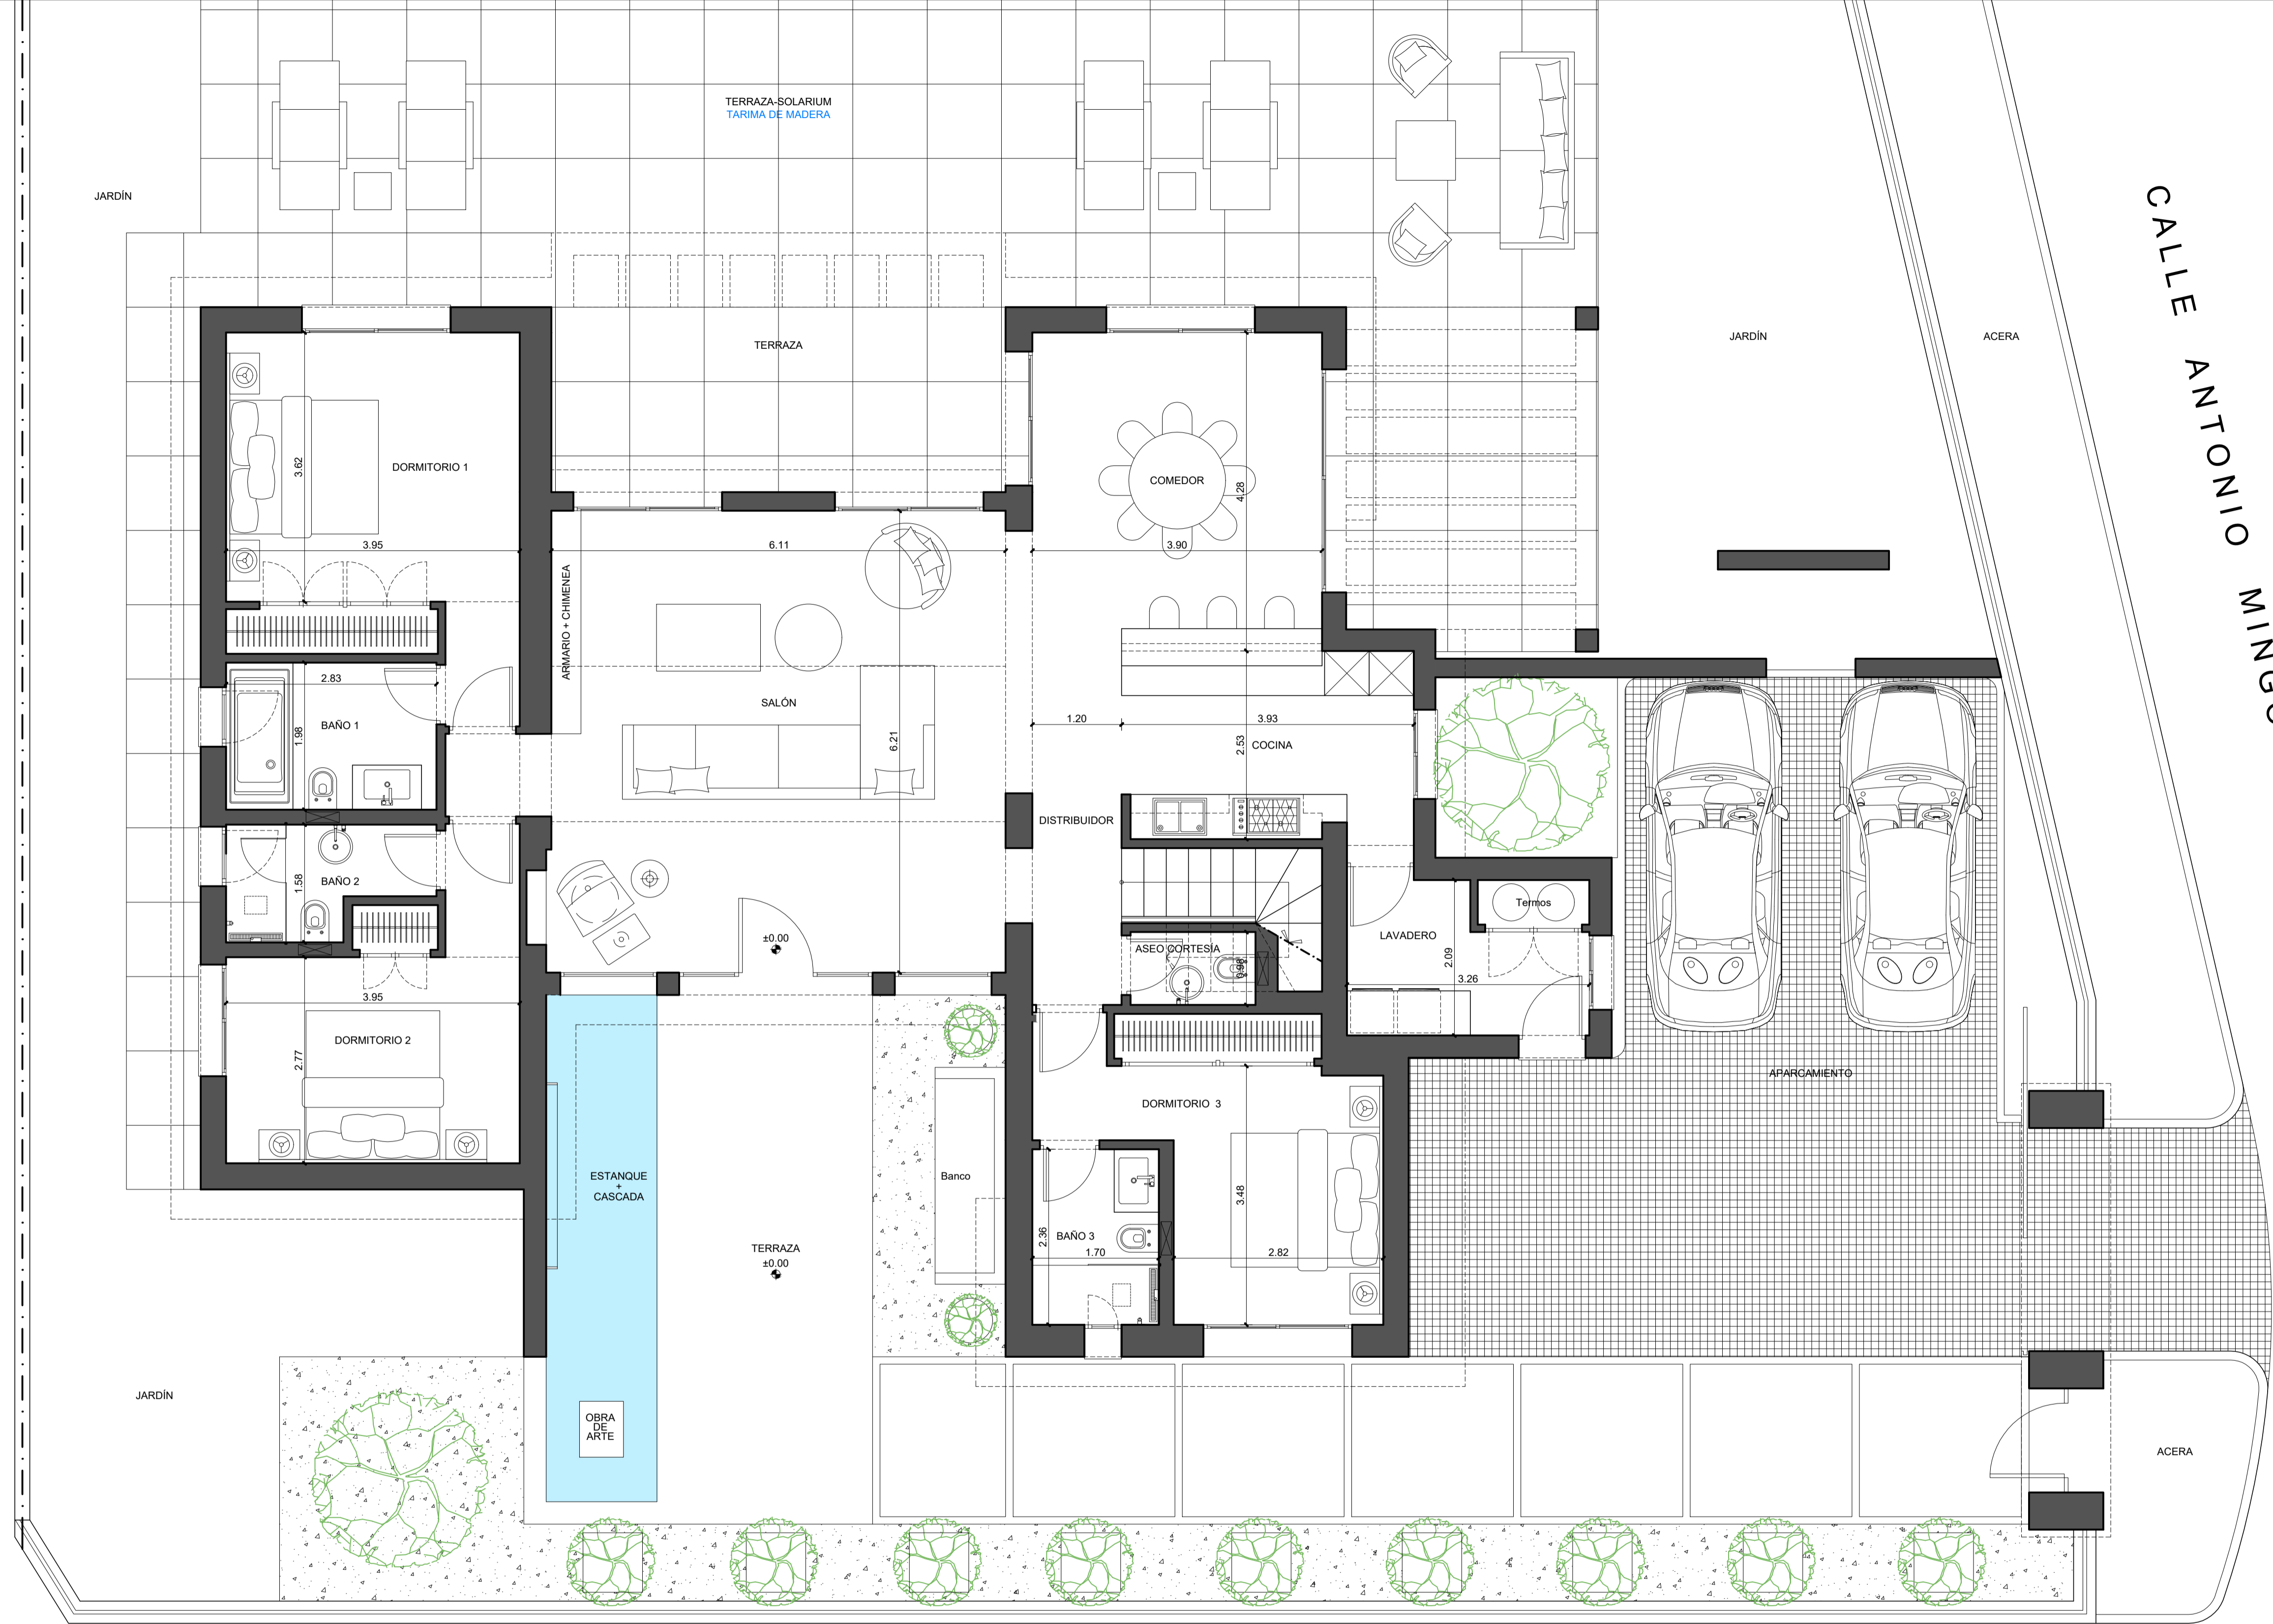 TERRAZA-SOLARIUM
TARIMA DE MADERA
JARDÍN
CALLE ANTONIO MINGO
TERRAZA
JARDÍN
ACERA
DORMITORIO 1
3.62
3.95
COMEDOR
4.28
3.90
6.11
ARMARIO + CHIMENEA
2.83
BAÑO 1
1.98
SALÓN
6.21
1.20
3.93
2.53
COCINA
DISTRIBUIDOR
BAÑO 2
1.58
Termos
±0.00
ASEO CORTESÍA
0.98
LAVADERO
2.09
3.26
3.95
DORMITORIO 2
2.77
APARCAMIENTO
DORMITORIO 3
ESTANQUE
+
CASCADA
Banco
3.48
2.36
BAÑO 3
1.70
2.82
TERRAZA
±0.00
JARDÍN
OBRA
DE
ARTE
ACERA